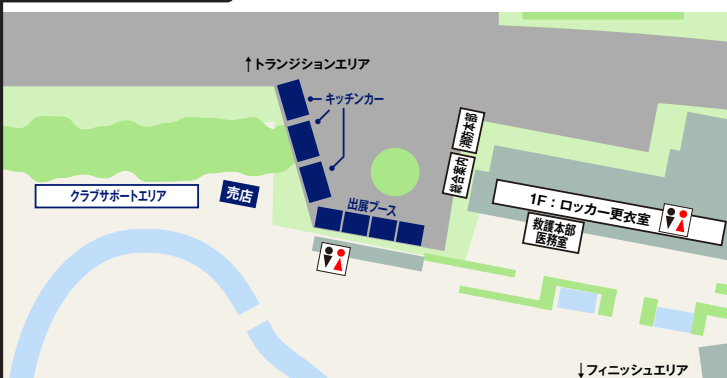 ↑トランジションエリア
キッチンカー
消防本部
総合案内
クラブサポートエリア
売店
出展ブース
1F：ロッカー更衣室
救護本部
医務室
↓フィニッシュエリア